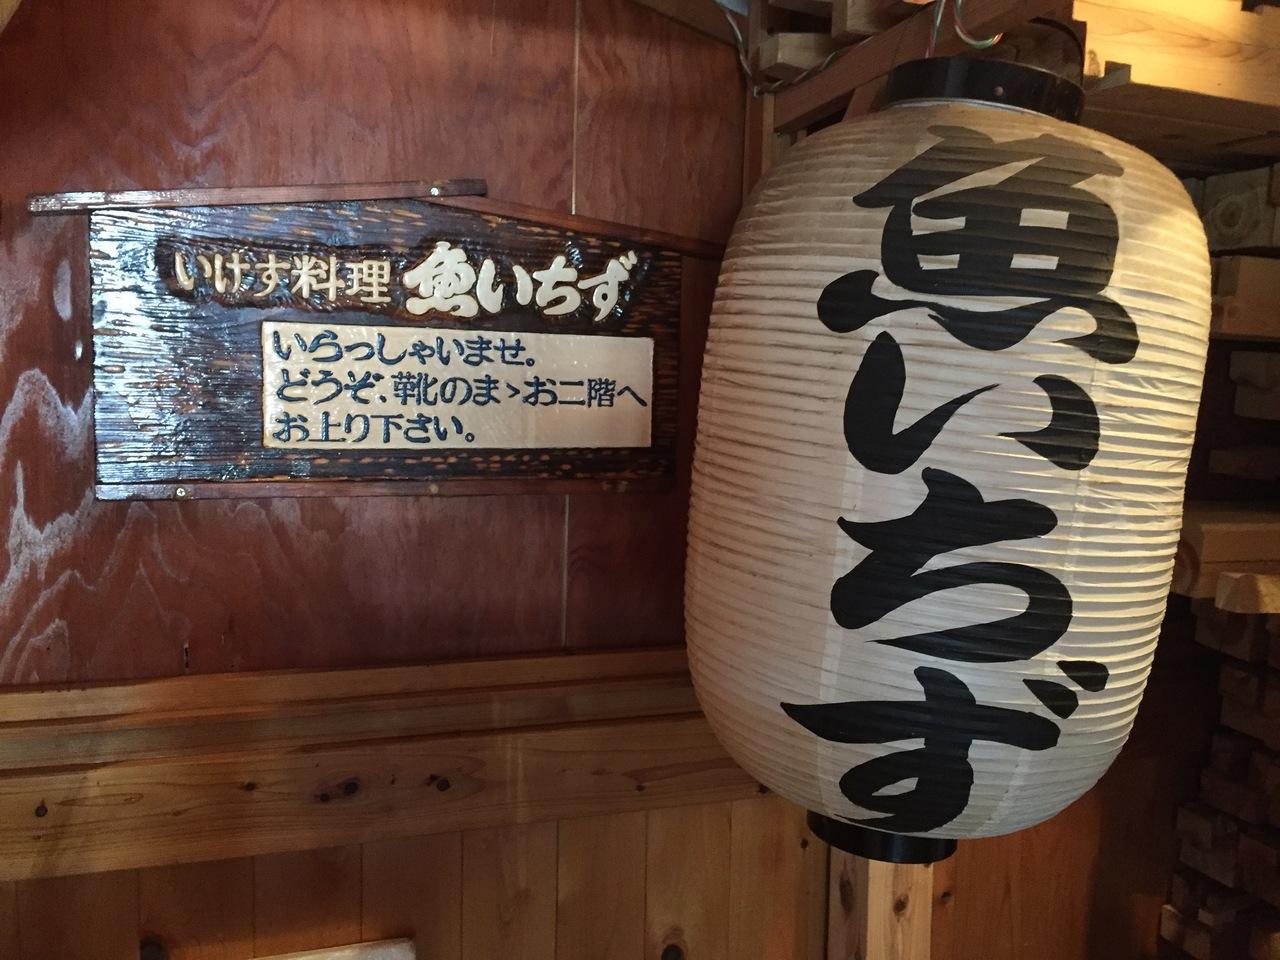 いけす料理 魚いちず
いらっしゃいませ。
どうぞ、靴のまゝお二階へ
お上り下さい。
魚いちず